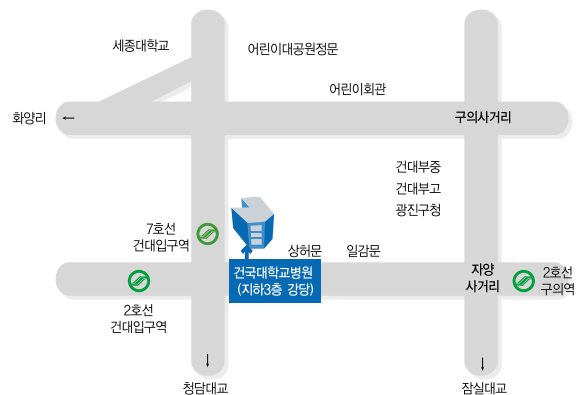 세종대학교
어린이대공원정문
어린이회관
화양리
구의사거리
건대부중
건대부고
광진구청
7호선
건대입구역
상허문
일감문
건국대학교병원
(지하3층 강당)
자양
사거리
2호선
구의역
2호선
건대입구역
청담대교
잠실대교